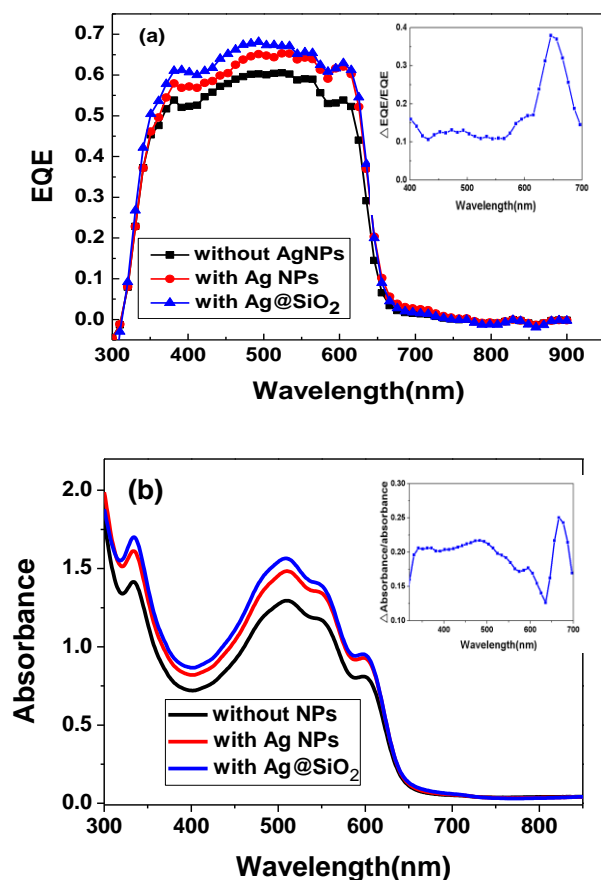 (a)
EQE
0.7
0.6
0.5
0.4
0.3
0.2
0.1
0.0
300 400 500 600 700 800 900
Wavelength(nm)
without AgNPs
with Ag NPs
with Ag@SiO2
△EQE/EQE
0.4
0.3
0.2
0.1
0.0
400 500 600 700
Wavelength(nm)
(b)
Absorbance
2.0
1.5
1.0
0.5
0.0
300 400 500 600 700 800
Wavelength(nm)
without NPs
with Ag NPs
with Ag@SiO2
△Absorbance/absorbance
0.30
0.25
0.20
0.15
0.10
400 500 600 700
Wavelength(nm)